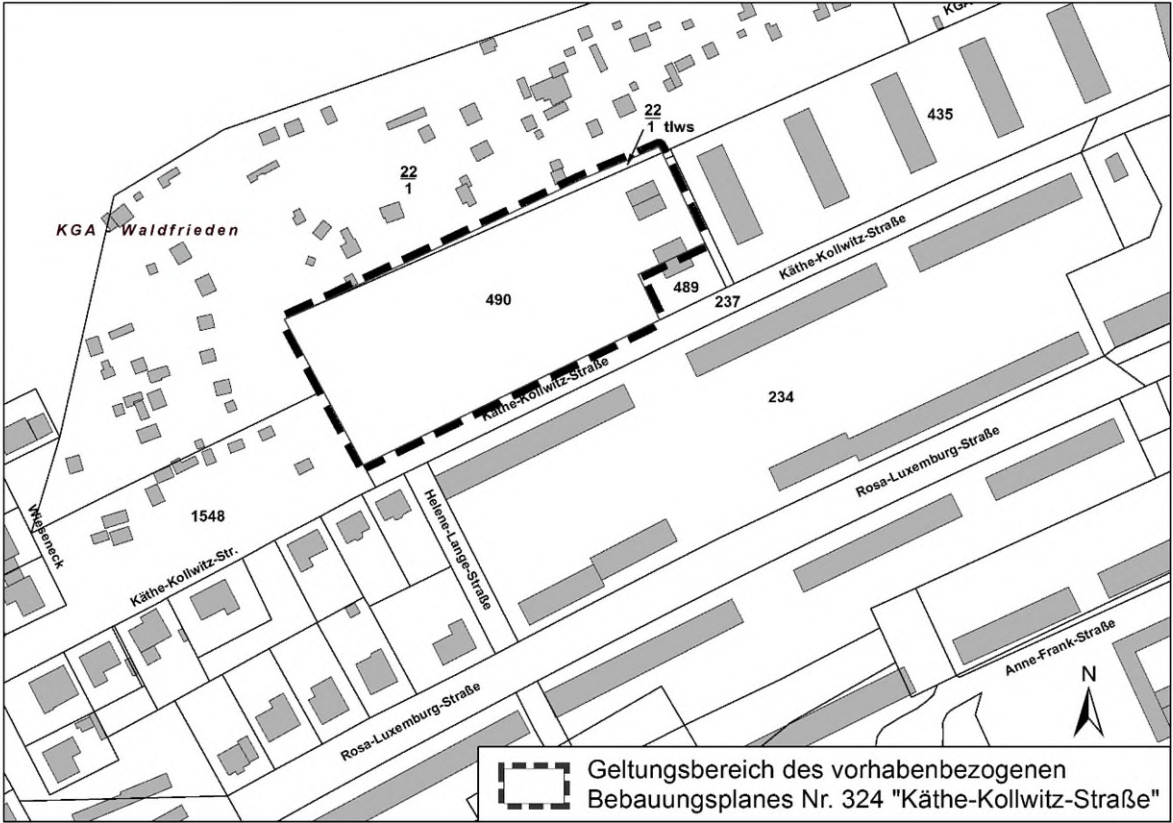 KGA
435
22
1 tlws
22
1
KGA Waldfrieden
Käthe-Kollwitz-Straße
490
489
237
Käthe-Kollwitz-Straße
234
Rosa-Luxemburg-Straße
Wieseneck
1548
Helene-Lange-Straße
Käthe-Kollwitz-Str.
Anne-Frank-Straße
N
Rosa-Luxemburg-Straße
Geltungsbereich des vorhabenbezogenen
Bebauungsplanes Nr. 324 "Käthe-Kollwitz-Straße"